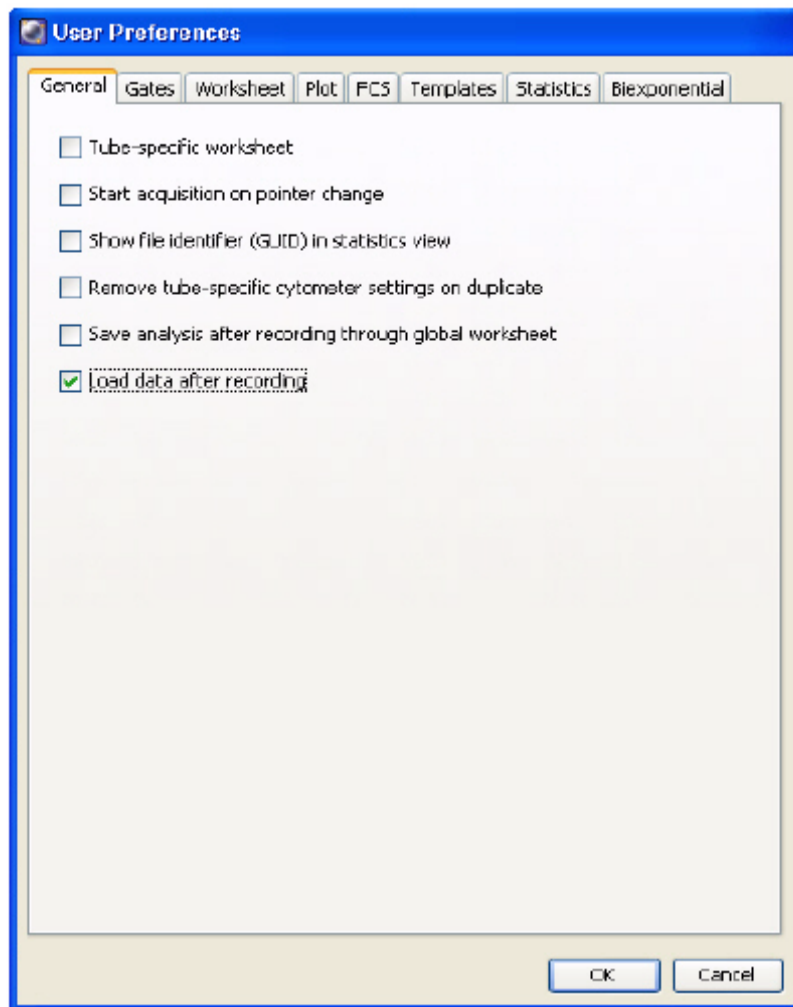 User Preferences
General Gates Worksheet Plot FCS Templates Statistics Biexponential
Tube-specific worksheet
Start acquisition on pointer change
Show file identifier (GUID) in statistics view
Remove tube-specific cytometer settings on duplicate
Save analysis after recording through global worksheet
Load data after recording
OK Cancel